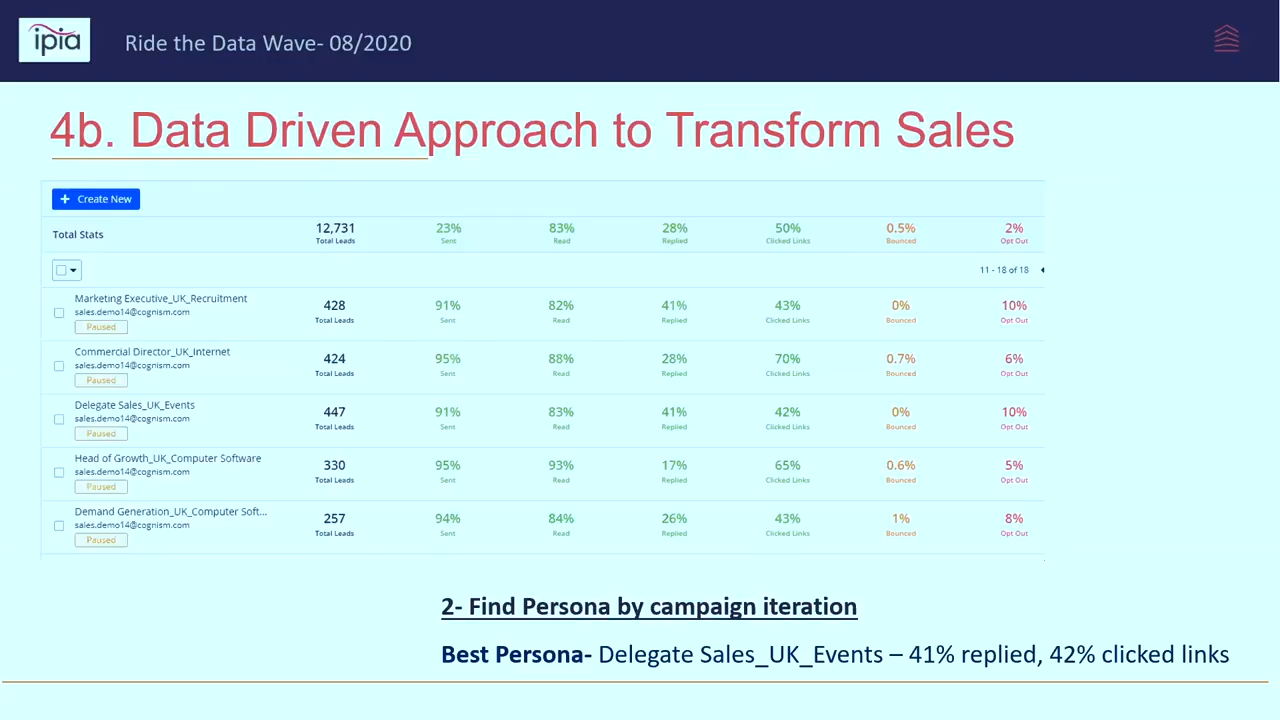 ipia
Ride the Data Wave- 08/2020
4b. Data Driven Approach to Transform Sales
+ Create New
Total Stats
12,731 23% 83% 28% 50% 0.5% 2%
Total Leads Sent Read Replied Clicked Links Bounced Opt Out
11 - 18 of 18
Marketing Executive_UK_Recruitment
sales.demo14@cognism.com
Paused
428 91% 82% 41% 43% 0% 10%
Total Leads Sent Read Replied Clicked Links Bounced Opt Out
Commercial Director_UK_Internet
sales.demo14@cognism.com
Paused
424 95% 88% 28% 70% 0.7% 6%
Total Leads Sent Read Replied Clicked Links Bounced Opt Out
Delegate Sales_UK_Events
sales.demo14@cognism.com
Paused
447 91% 83% 41% 42% 0% 10%
Total Leads Sent Read Replied Clicked Links Bounced Opt Out
Head of Growth_UK_Computer Software
sales.demo14@cognism.com
Paused
330 95% 93% 17% 65% 0.6% 5%
Total Leads Sent Read Replied Clicked Links Bounced Opt Out
Demand Generation_UK_Computer Soft...
sales.demo14@cognism.com
Paused
257 94% 84% 26% 43% 1% 8%
Total Leads Sent Read Replied Clicked Links Bounced Opt Out
2- Find Persona by campaign iteration
Best Persona- Delegate Sales_UK_Events – 41% replied, 42% clicked links